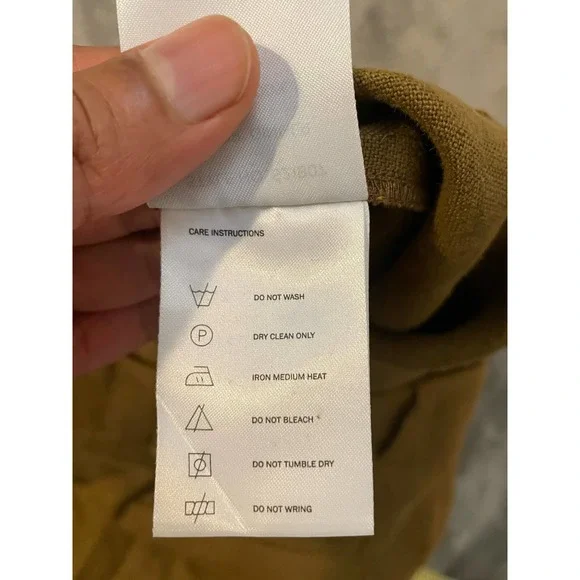 CARE INSTRUCTIONS
DO NOT WASH
P
DRY CLEAN ONLY
IRON MEDIUM HEAT
DO NOT BLEACH
DO NOT TUMBLE DRY
DO NOT WRING